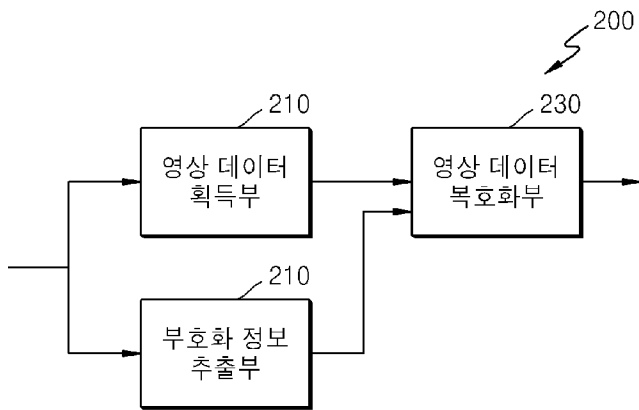 200
210
230
영상 데이터
획득부
영상 데이터
복호화부
210
부호화 정보
추출부